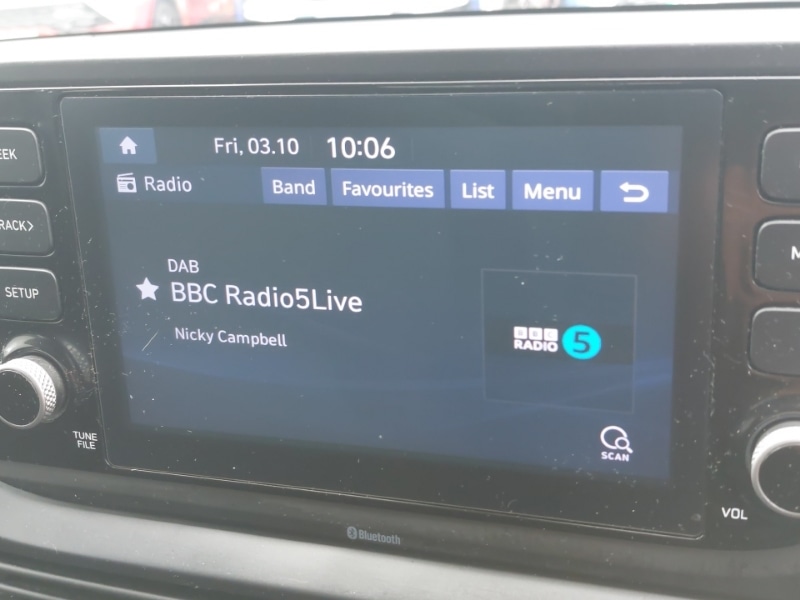 EEK
Fri, 03.10 10:06
Radio Band Favourites List Menu
TRACK>
SETUP
DAB
BBC Radio5Live
Nicky Campbell
BBC
RADIO 5
SCAN
TUNE
FILE
VOL
M
Bluetooth